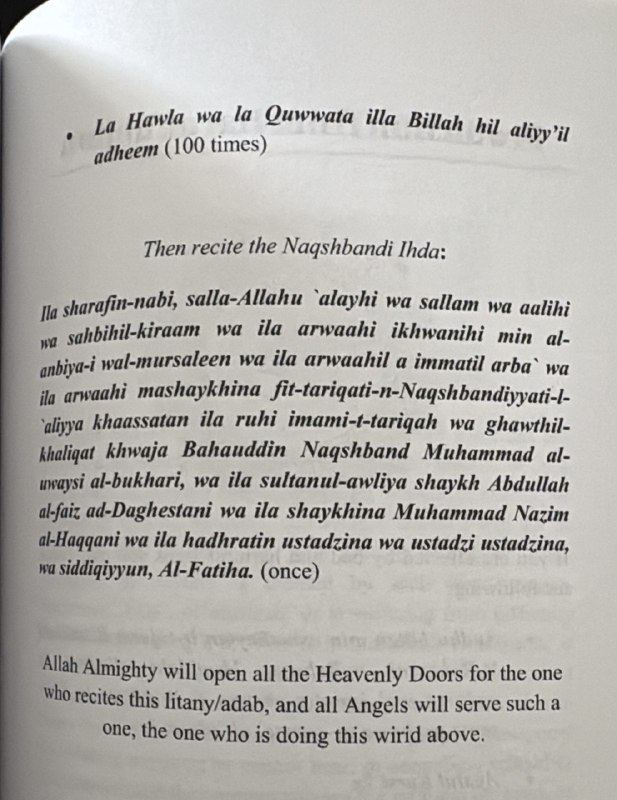 • La Hawla wa la Quwwata illa Billah hil aliyy’il
adheem (100 times)
Then recite the Naqshbandi Ihda:
Ila sharafin-nabi, salla-Allahu `alayhi wa sallam wa aalihi
wa sahbihil-kiraam wa ila arwaahi ikhwanihi min al-
anbiya-i wal-mursaleen wa ila arwaahil a immatil arba` wa
ila arwaahi mashaykhina fit-tariqati-n-Naqshbandiyyati-l-
`aliyya khaassatan ila ruhi imami-t-tariqah wa ghawthil-
khaliqat khwaja Bahauddin Naqshband Muhammad al-
uwaysi al-bukhari, wa ila sultanul-awliya shaykh Abdullah
al-faiz ad-Daghestani wa ila shaykhina Muhammad Nazim
al-Haqqani wa ila hadhratin ustadzina wa ustadzi ustadzina,
wa siddiqiyyun, Al-Fatiha. (once)
Allah Almighty will open all the Heavenly Doors for the one
who recites this litany/adab, and all Angels will serve such a
one, the one who is doing this wirid above.